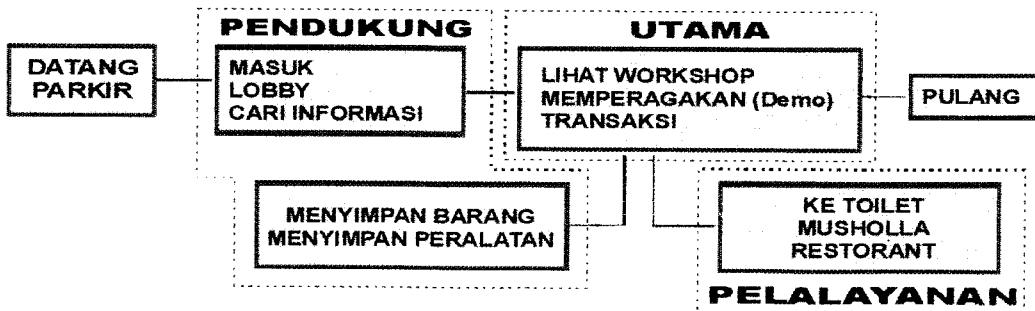 PENDUKUNG
UTAMA
DATANG
PARKIR
MASUK
LOBBY
CARI INFORMASI
LIHAT WORKSHOP
MEMPERAGAKAN (Demo)
TRANSAKSI
PULANG
MENYIMPAN BARANG
MENYIMPAN PERALATAN
KE TOILET
MUSHOLLA
RESTORANT
PELALAYANAN